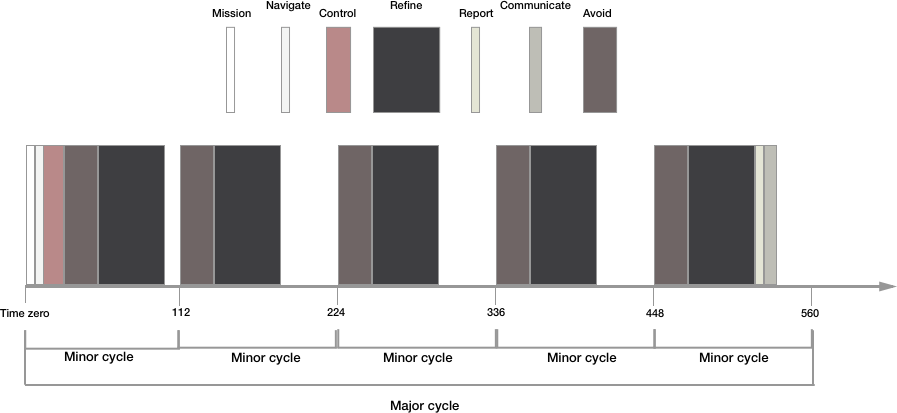 Mission
Navigate
Control
Refine
Report
Communicate
Avoid
Time zero
112
224
336
448
560
Minor cycle
Minor cycle
Minor cycle
Minor cycle
Minor cycle
Major cycle